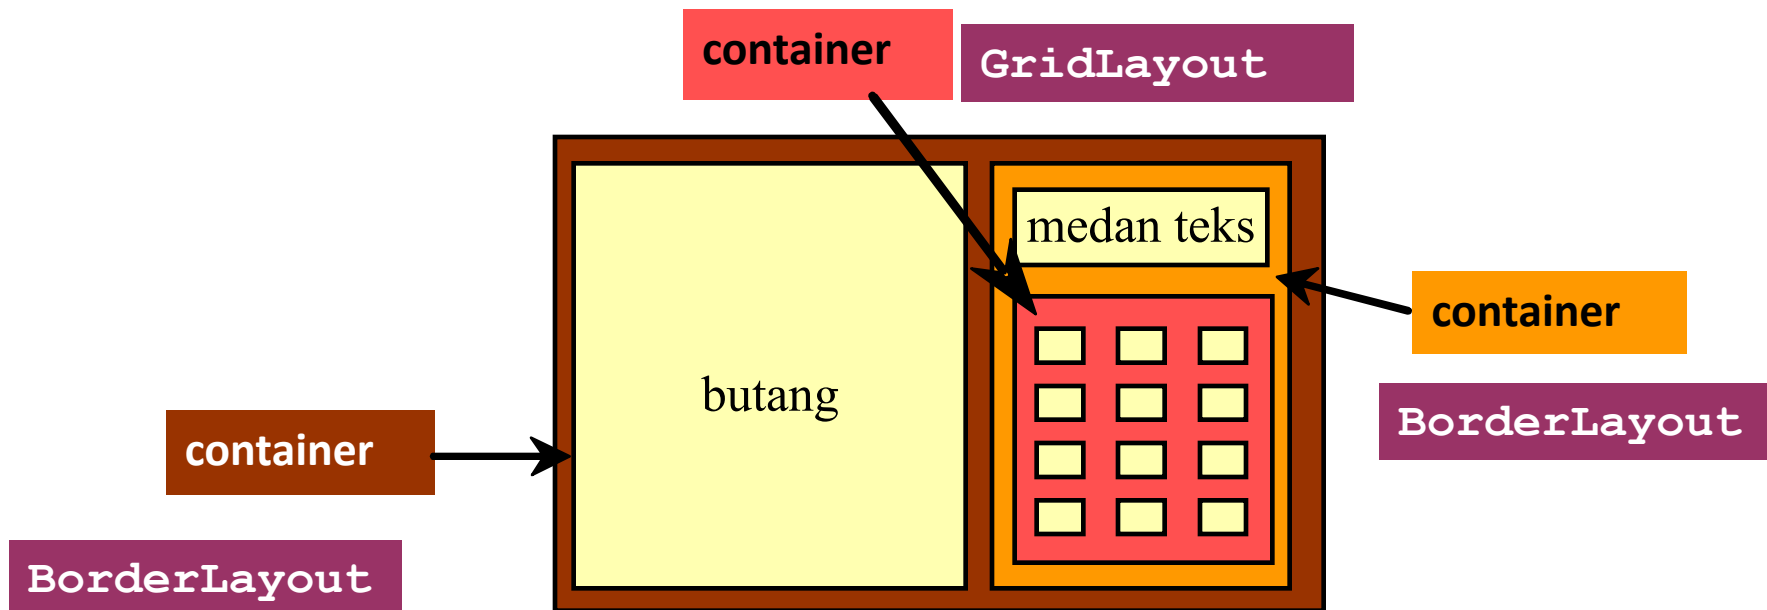 container
GridLayout
medan teks
container
butang
BorderLayout
container
BorderLayout